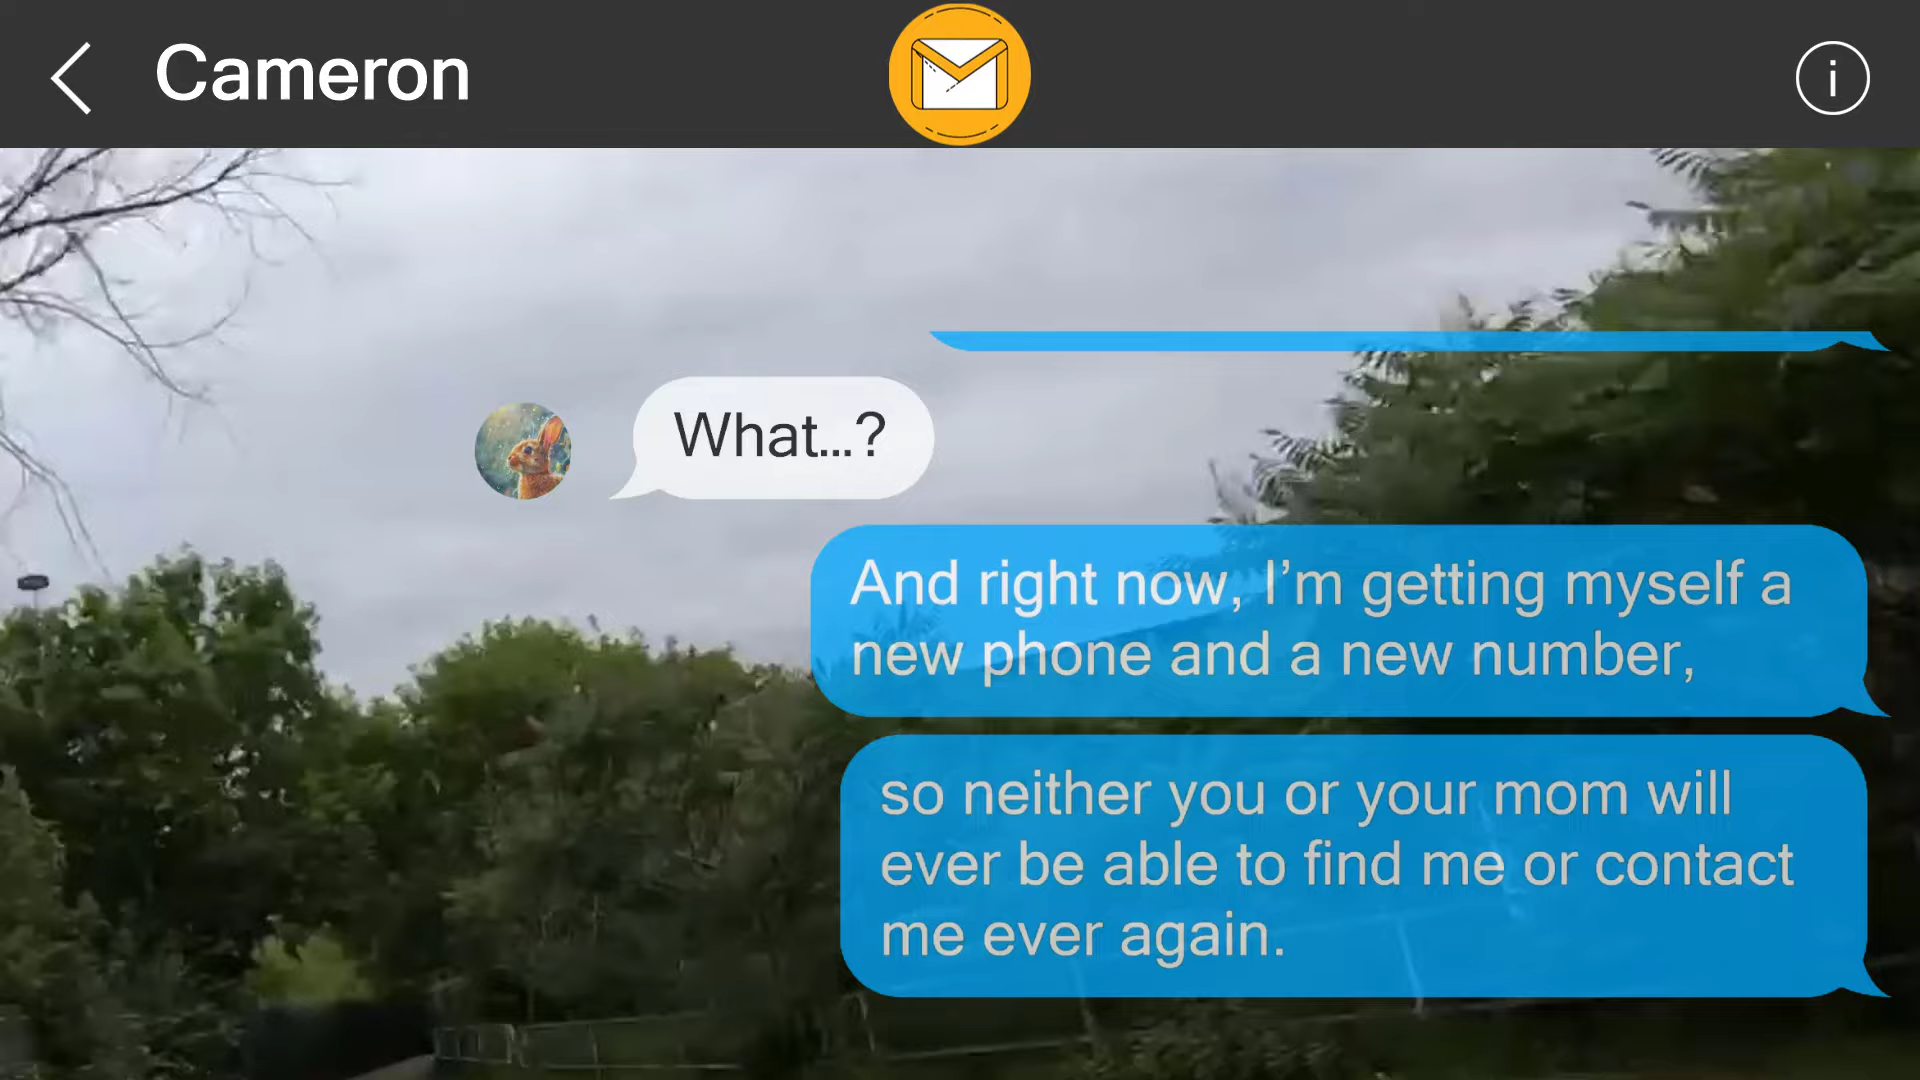 Cameron
i
What...?
And right now, I’m getting myself a
new phone and a new number,
so neither you or your mom will
ever be able to find me or contact
me ever again.